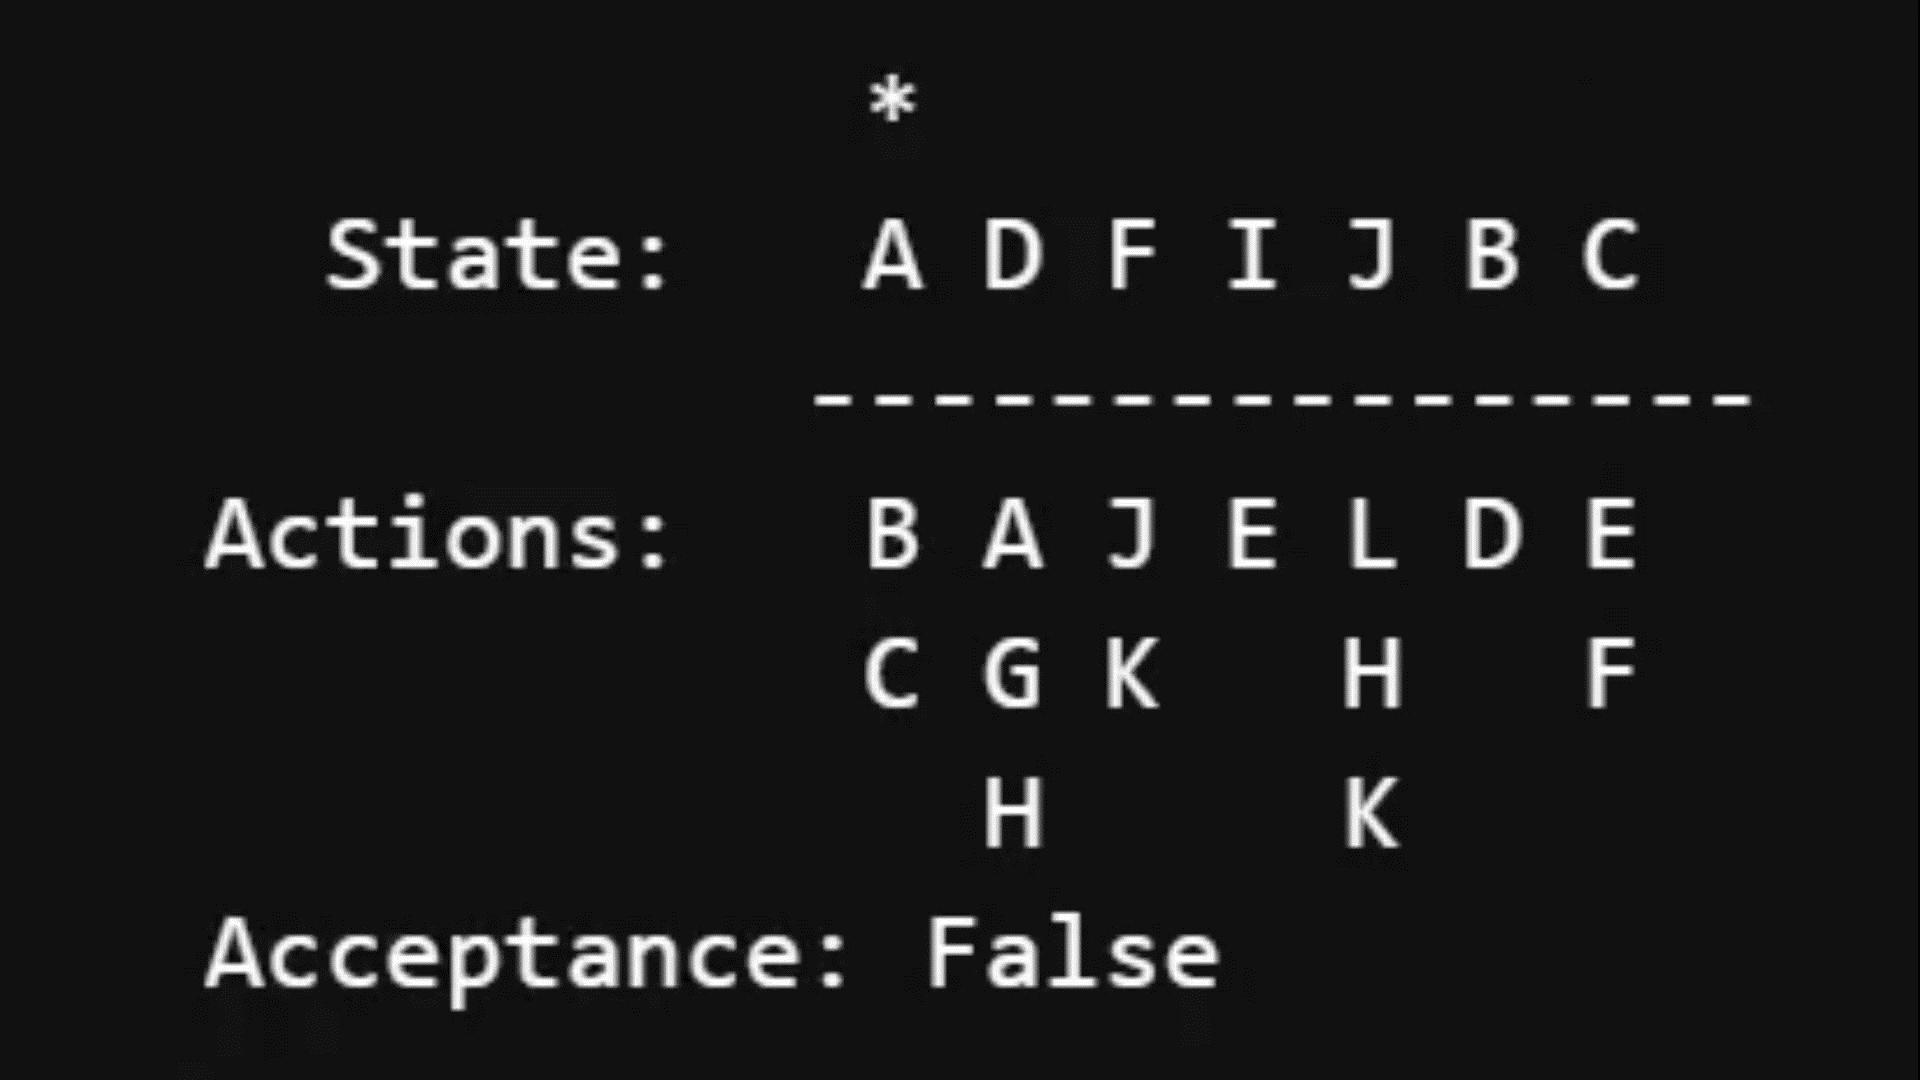 *
State: A D F I J B C
----------------
Actions: B A J E L D E
C G K H F
H K
Acceptance: False